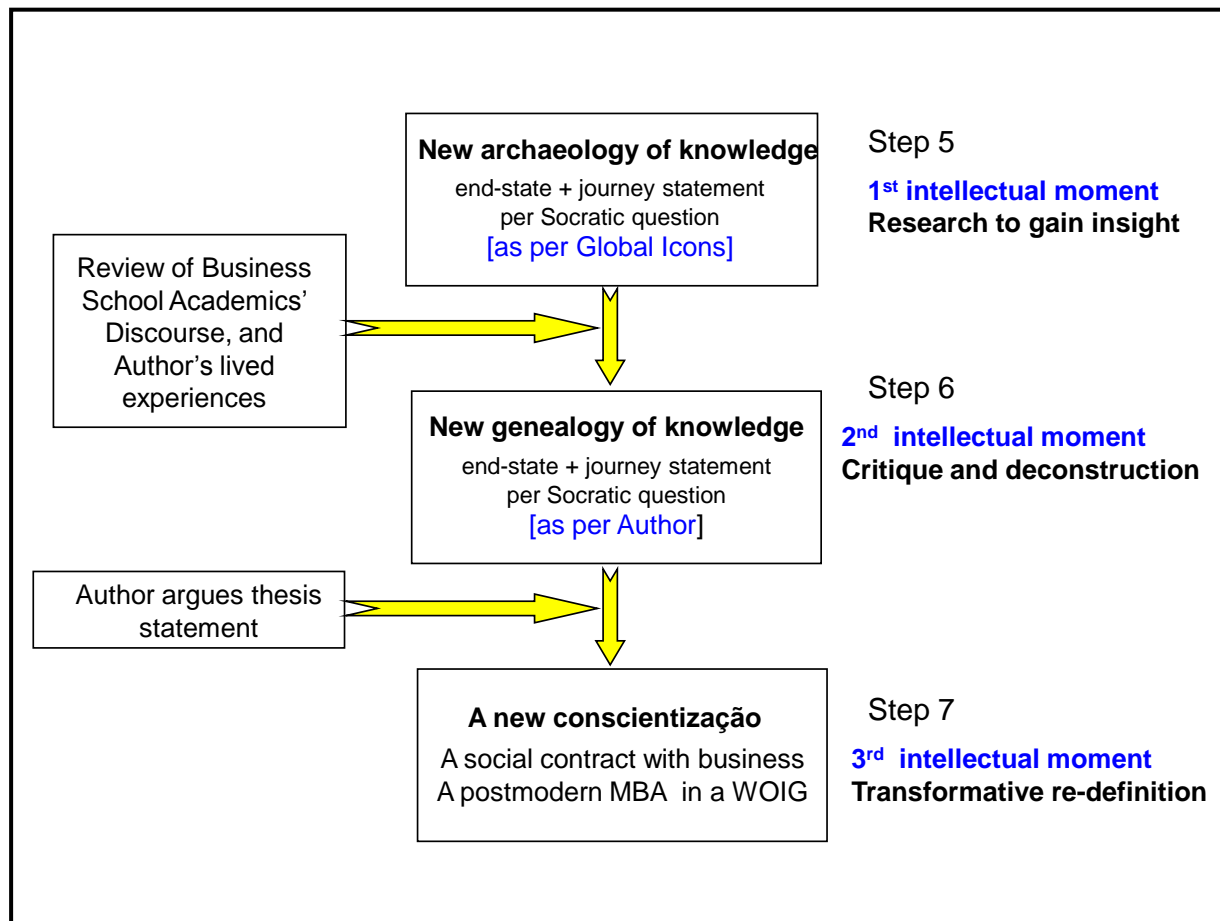 New archaeology of knowledge
end-state + journey statement
per Socratic question
[as per Global Icons]
Step 5
1st intellectual moment
Research to gain insight
Review of Business
School Academics’
Discourse, and
Author’s lived
experiences
New genealogy of knowledge
end-state + journey statement
per Socratic question
[as per Author]
Step 6
2nd intellectual moment
Critique and deconstruction
Author argues thesis
statement
A new conscientização
A social contract with business
A postmodern MBA in a WOIG
Step 7
3rd intellectual moment
Transformative re-definition